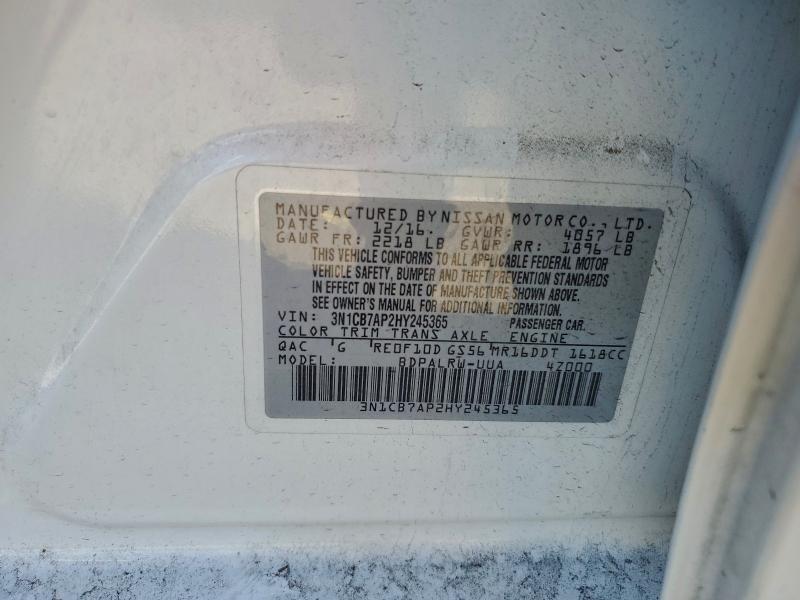 MANUFACTURED BY NISSAN MOTOR CO., LTD.
DATE: 12/16. GVWR: 4057 LB
GAWR FR: 2218 LB GAWR RR: 1896 LB
THIS VEHICLE CONFORMS TO ALL APPLICABLE FEDERAL MOTOR
VEHICLE SAFETY, BUMPER AND THEFT PREVENTION STANDARDS
IN EFFECT ON THE DATE OF MANUFACTURE SHOWN ABOVE.
SEE OWNER'S MANUAL FOR ADDITIONAL INFORMATION.
VIN: 3N1CB7AP2HY245365 PASSENGER CAR.
COLOR TRIM TRANS AXLE ENGINE
QAC G RE0F10D GS56 MR16DDT 1618CC
BDPALRW-UUA 4Z000
3N1CB7AP2HY245365